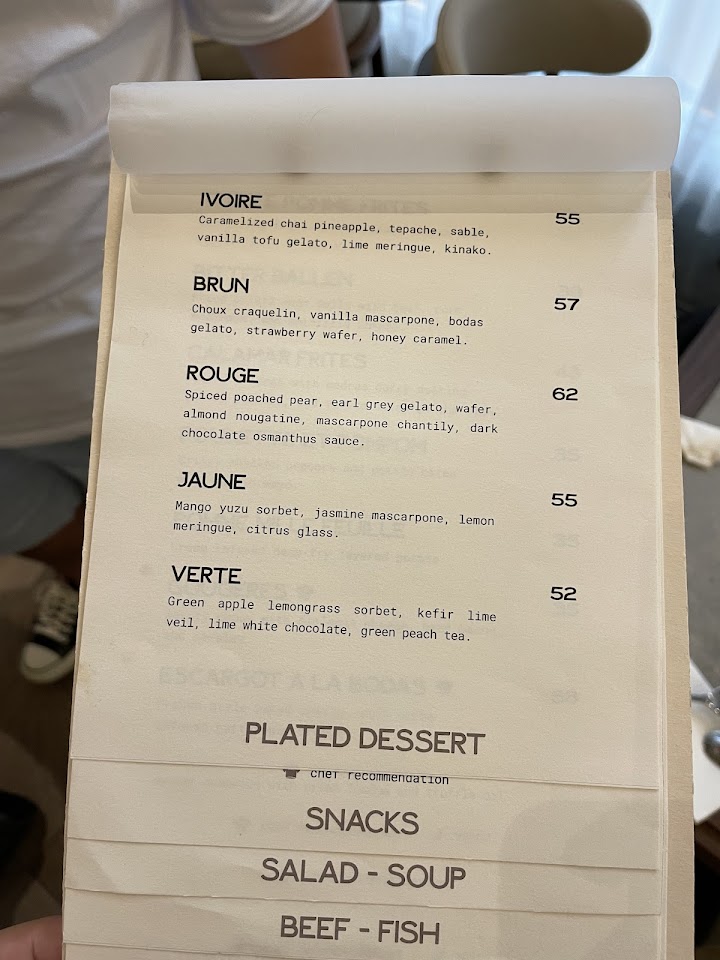 IVOIRE 55
Caramelized chai pineapple, tepache, sable,
vanilla tofu gelato, lime meringue, kinako.
BRUN 57
Choux craquelin, vanilla mascarpone, bodas
gelato, strawberry wafer, honey caramel.
ROUGE 62
Spiced poached pear, earl grey gelato, wafer,
almond nougatine, mascarpone chantily, dark
chocolate osmanthus sauce.
JAUNE 55
Mango yuzu sorbet, jasmine mascarpone, lemon
meringue, citrus glass.
VERTE 52
Green apple lemongrass sorbet, kefir lime
veil, lime white chocolate, green peach tea.
ESCARGOT A LA BODAS
PLATED DESSERT
chef recommendation
SNACKS
SALAD - SOUP
BEEF - FISH